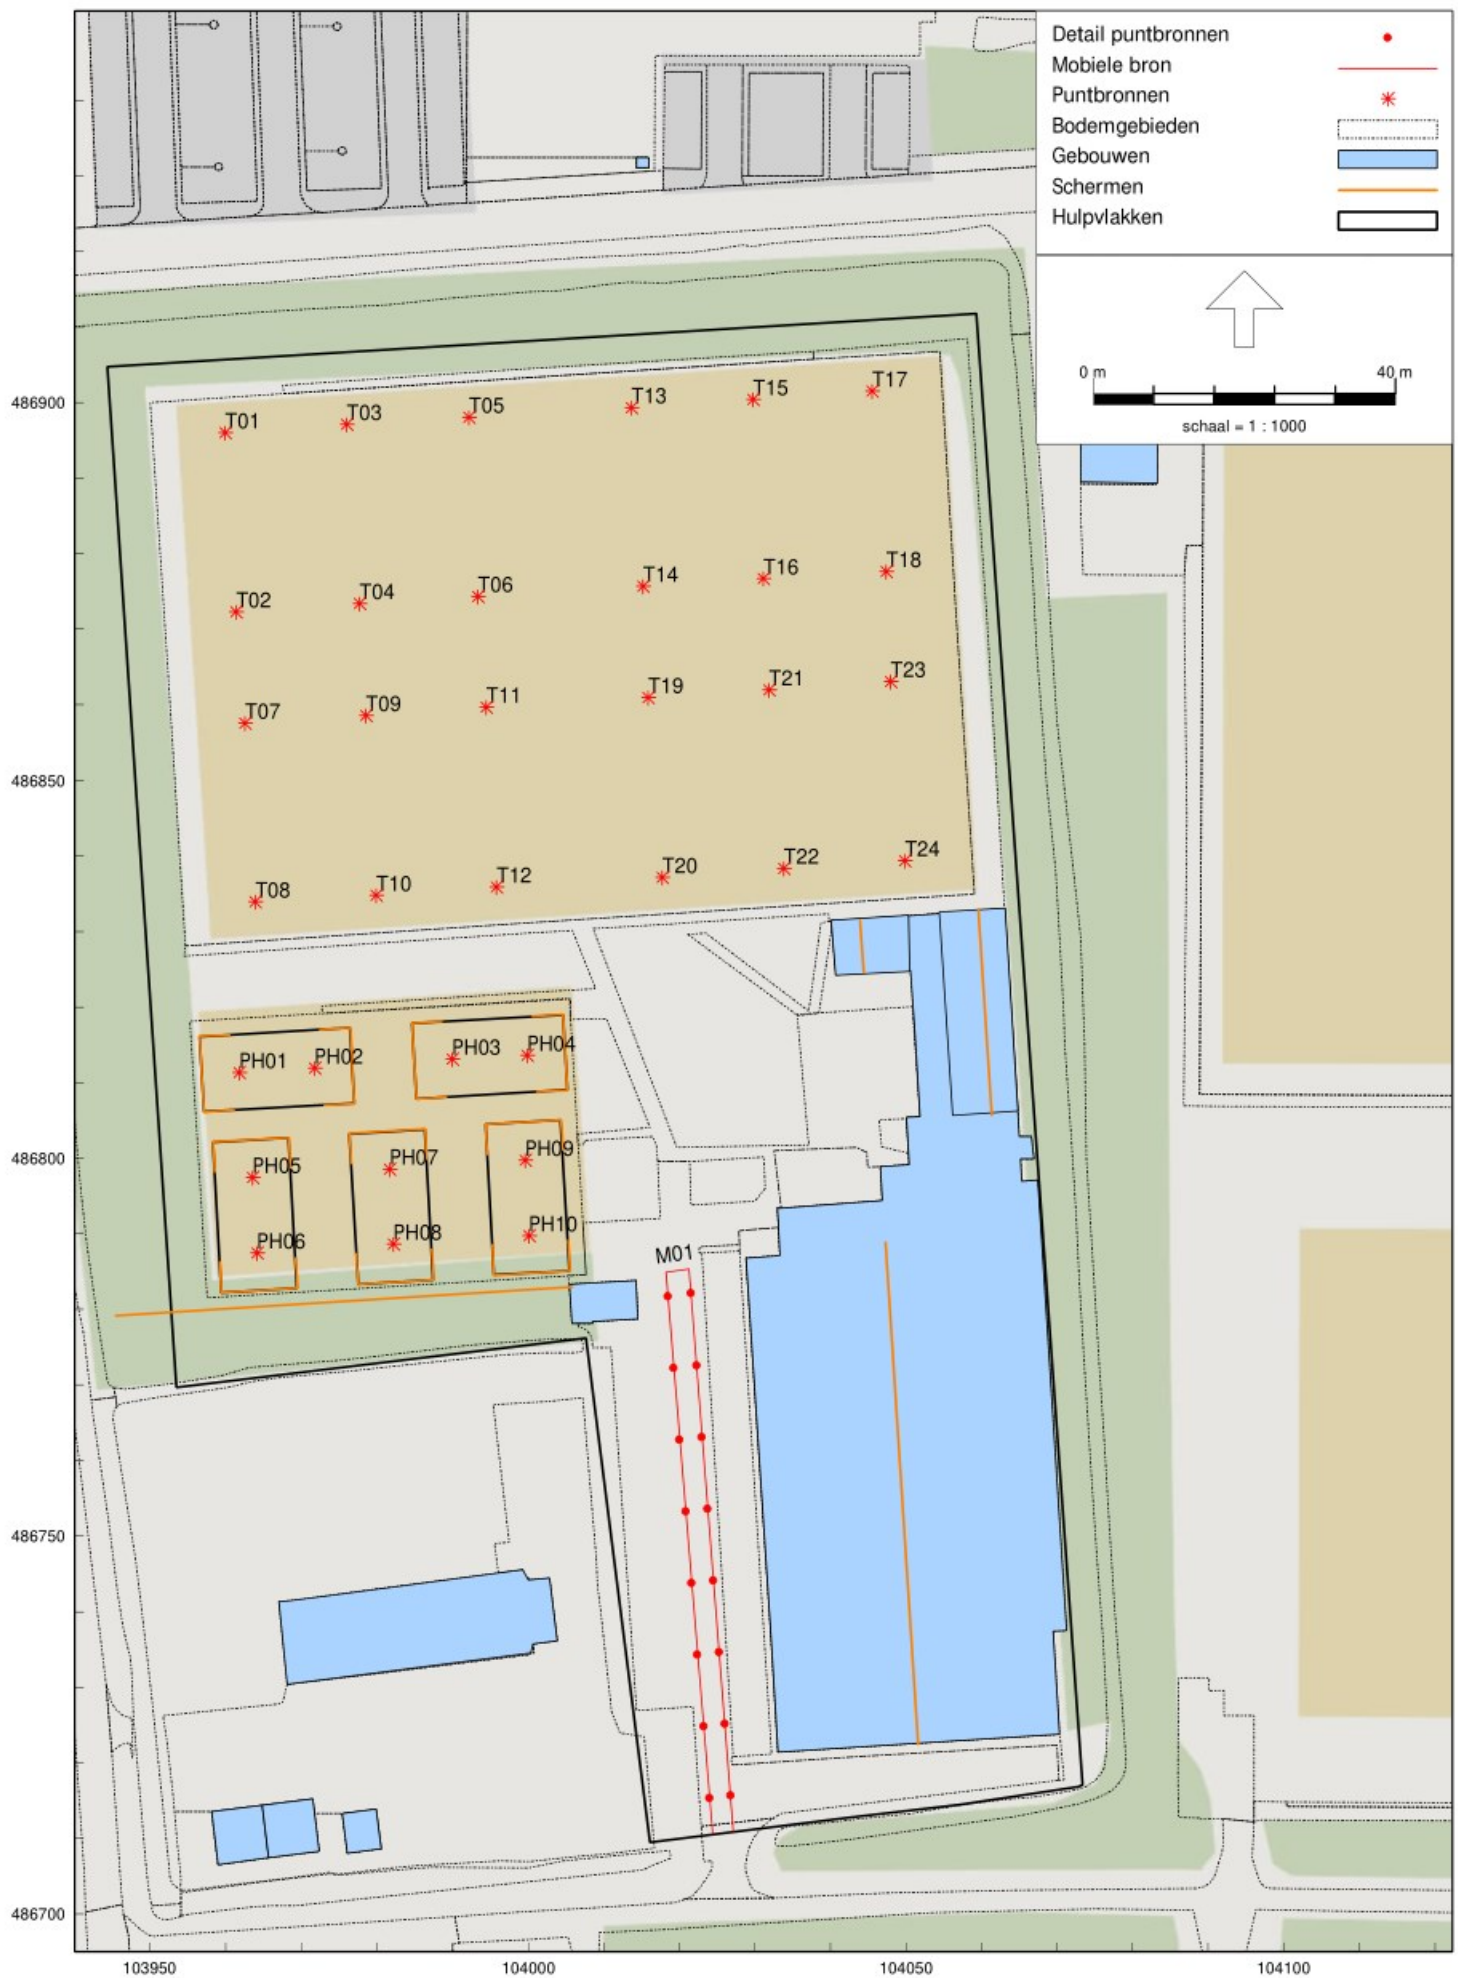 Detail puntbronnen
Mobiele bron
Puntbronnen
Bodemgebieden
Gebouwen
Schermen
Hulpvlakken
0 m 40 m
schaal = 1 : 1000
486900
T01 T03 T05 T13 T15 T17
T02 T04 T06 T14 T16 T18
T07 T09 T11 T19 T21 T23
486850
T08 T10 T12 T20 T22 T24
PH01 PH02 PH03 PH04
486800
PH05 PH07 PH09
PH06 PH08 PH10
M01
486750
486700
103950 104000 104050 104100